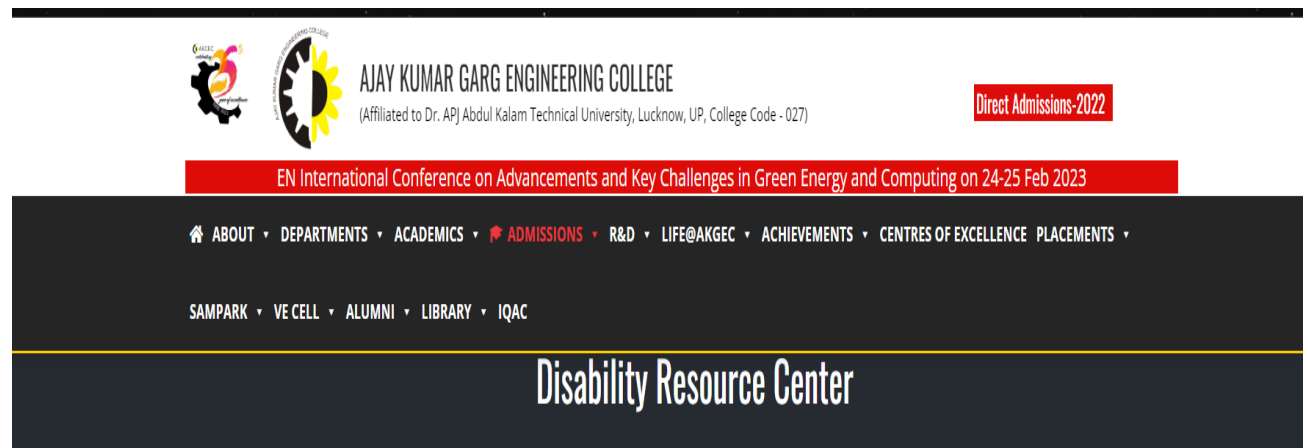 AJAY KUMAR GARG ENGINEERING COLLEGE
(Affiliated to Dr. APJ Abdul Kalam Technical University, Lucknow, UP, College Code - 027)
Direct Admissions-2022
EN International Conference on Advancements and Key Challenges in Green Energy and Computing on 24-25 Feb 2023
ABOUT DEPARTMENTS ACADEMICS ADMISSIONS R&D LIFE@AKGEC ACHIEVEMENTS CENTRES OF EXCELLENCE PLACEMENTS
SAMPARK VE CELL ALUMNI LIBRARY IQAC
Disability Resource Center